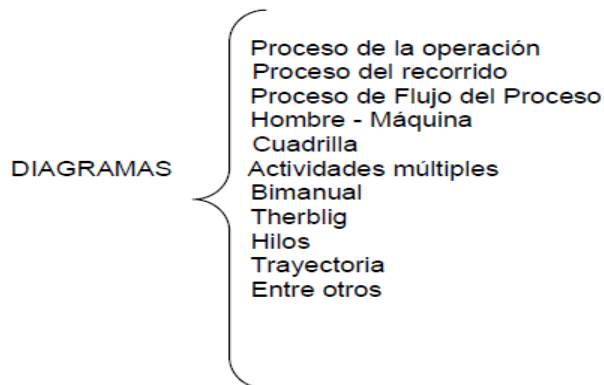 DIAGRAMAS
Proceso de la operación
Proceso del recorrido
Proceso de Flujo del Proceso
Hombre - Máquina
Cuadrilla
Actividades múltiples
Bimanual
Therblig
Hilos
Trayectoria
Entre otros